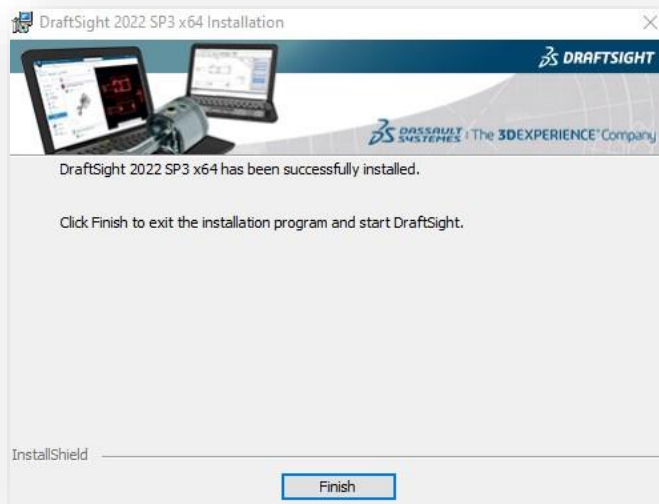 DraftSight 2022 SP3 x64 Installation
DRAFTSIGHT
DASSAULT SYSTEMES | The 3DEXPERIENCE® Company
DraftSight 2022 SP3 x64 has been successfully installed.
Click Finish to exit the installation program and start DraftSight.
InstallShield
Finish